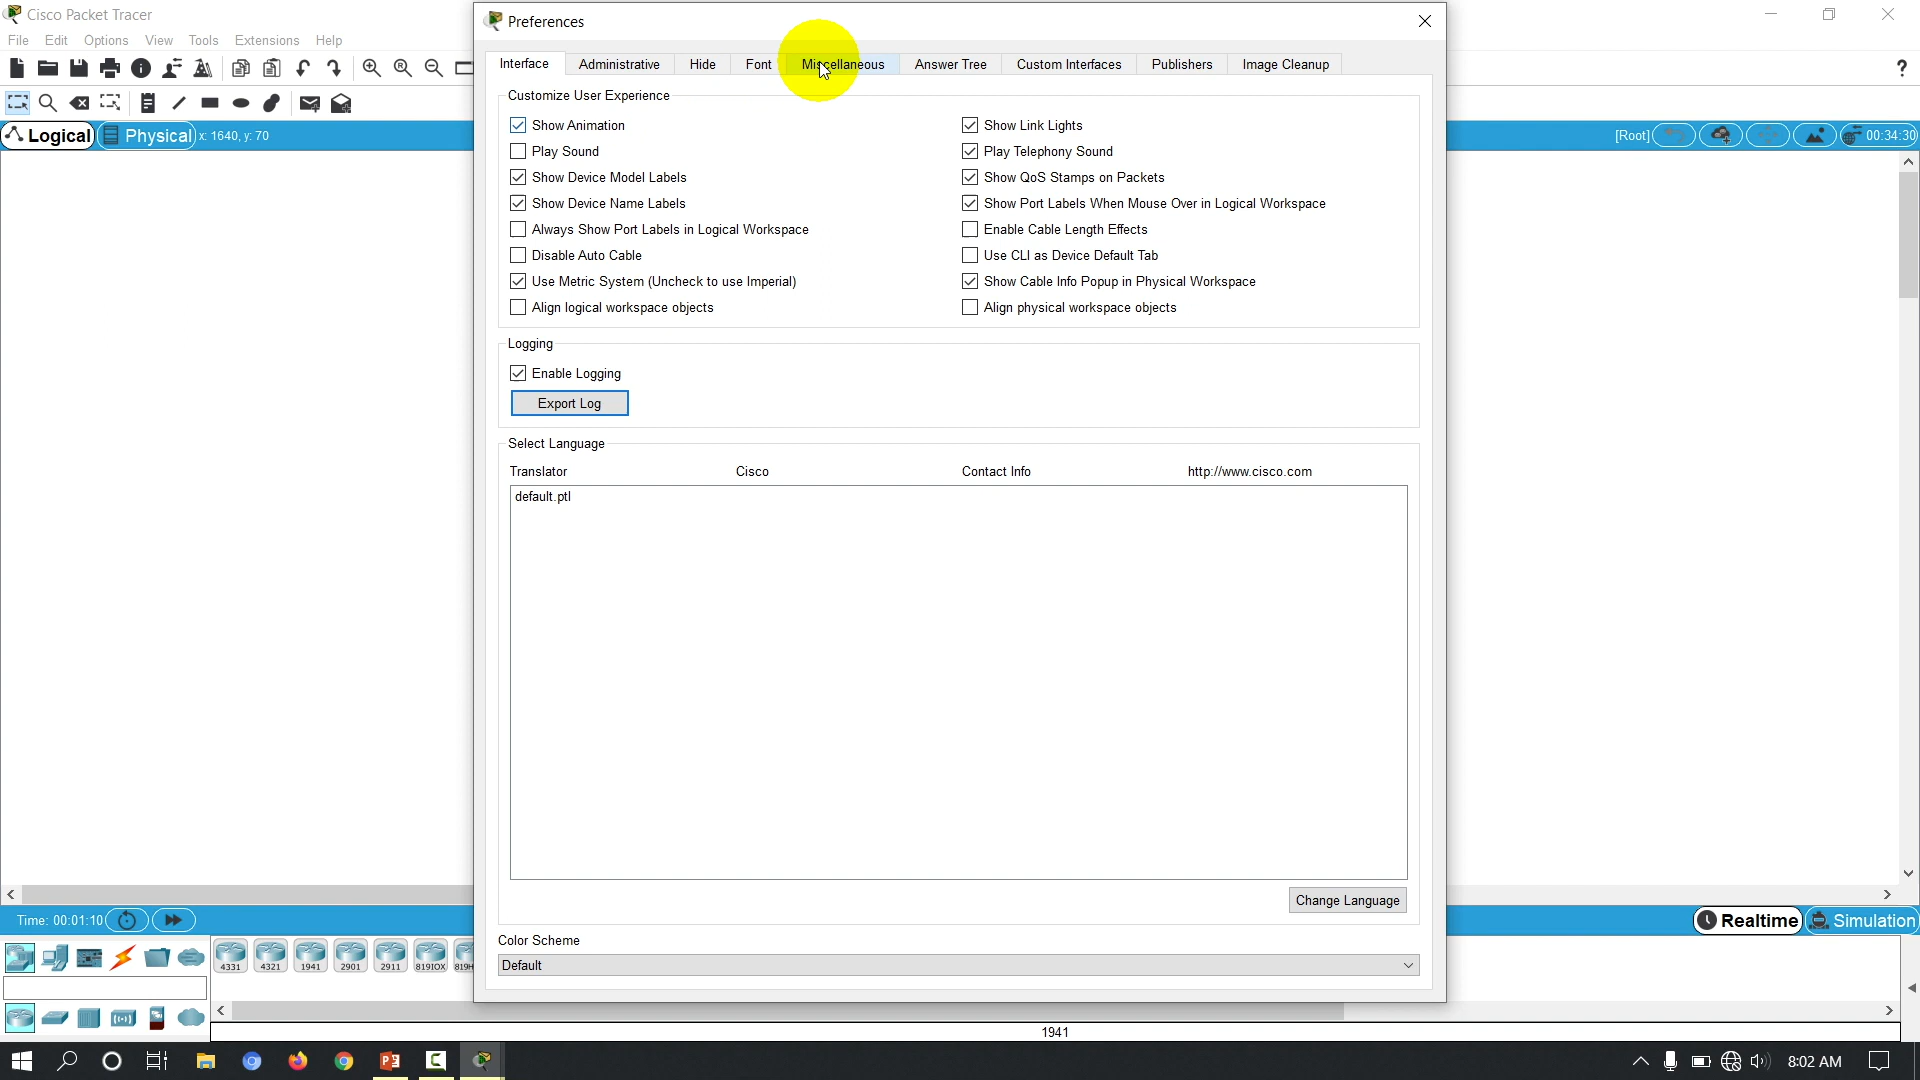 Cisco Packet Tracer
Preferences
File Edit Options View Tools Extensions Help
Interface Administrative Hide Font Miscellaneous Answer Tree Custom Interfaces Publishers Image Cleanup
?
Customize User Experience
Show Animation Show Link Lights
Logical Physical x: 1640, y: 70
[Root] 00:34:30
Play Sound Play Telephony Sound
Show Device Model Labels Show QoS Stamps on Packets
Show Device Name Labels Show Port Labels When Mouse Over in Logical Workspace
Always Show Port Labels in Logical Workspace Enable Cable Length Effects
Disable Auto Cable Use CLI as Device Default Tab
Use Metric System (Uncheck to use Imperial) Show Cable Info Popup in Physical Workspace
Align logical workspace objects Align physical workspace objects
Logging
Enable Logging
Export Log
Select Language
Translator Cisco Contact Info http://www.cisco.com
default.ptl
Change Language
Time: 00:01:10
Realtime Simulation
Color Scheme
Default
4331 4321 1941 2901 2911 819IOX
1941
8:02 AM